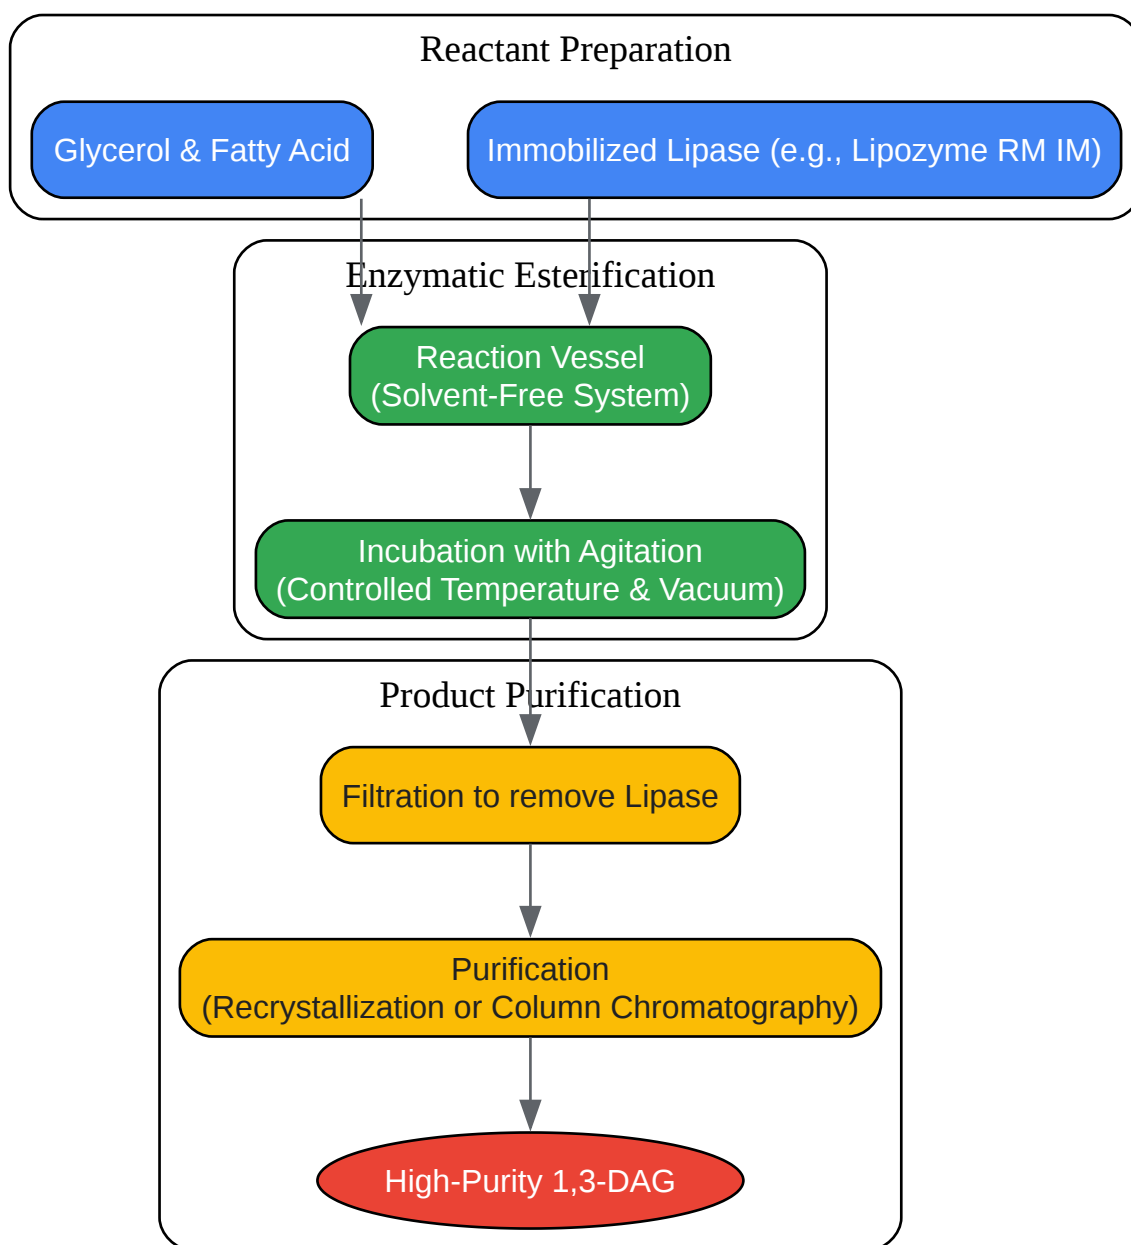 Reactant Preparation
Glycerol & Fatty Acid
Immobilized Lipase (e.g., Lipozyme RM IM)
Enzymatic Esterification
Reaction Vessel
(Solvent-Free System)
Incubation with Agitation
(Controlled Temperature & Vacuum)
Product Purification
Filtration to remove Lipase
Purification
(Recrystallization or Column Chromatography)
High-Purity 1,3-DAG